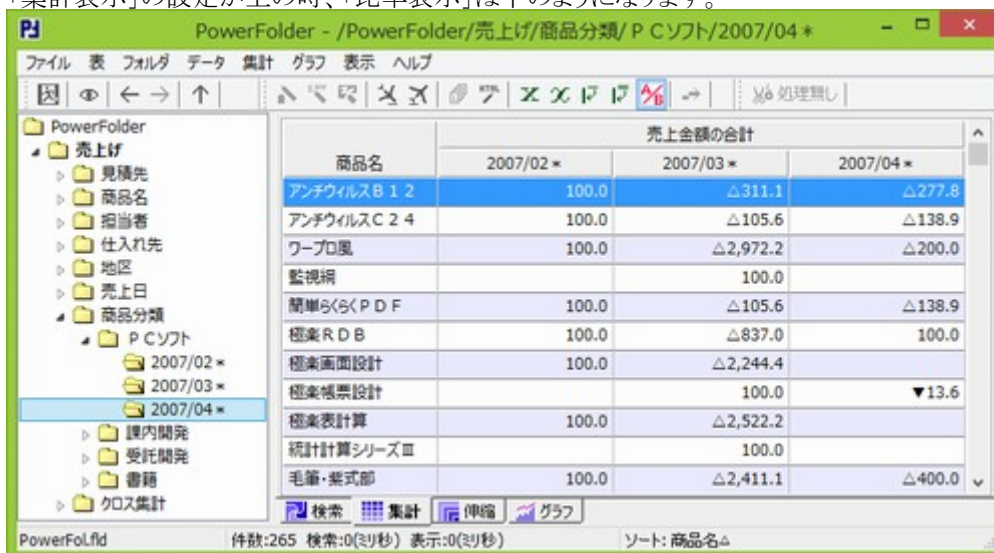 「集計表示」の設定が上の時、「比率表示」は下のようになります。
PowerFolder - /PowerFolder/売上げ/商品分類/ＰＣソフト/2007/04＊
ファイル 表 フォルダ データ 集計 グラフ 表示 ヘルプ
処理無し
PowerFolder
売上げ
見積先
商品名
担当者
仕入れ先
地区
売上日
商品分類
ＰＣソフト
2007/02＊
2007/03＊
2007/04＊
課内開発
受託開発
書籍
クロス集計
売上金額の合計
商品名 2007/02＊ 2007/03＊ 2007/04＊
アンチウィルスＢ１２ 100.0 △311.1 △277.8
アンチウィルスＣ２４ 100.0 △105.6 △138.9
ワープロ風 100.0 △2,972.2 △200.0
監視網 100.0
簡単らくらくＰＤＦ 100.0 △105.6 △138.9
極楽ＲＤＢ 100.0 △837.0 100.0
極楽画面設計 100.0 △2,244.4
極楽帳票設計 100.0 ▼13.6
極楽表計算 100.0 △2,522.2
統計計算シリーズⅢ 100.0
毛筆・紫式部 100.0 △2,411.1 △400.0
検索 集計 伸縮 グラフ
PowerFol.fld 件数:265 検索:0(ミリ秒) 表示:0(ミリ秒) ソート: 商品名△